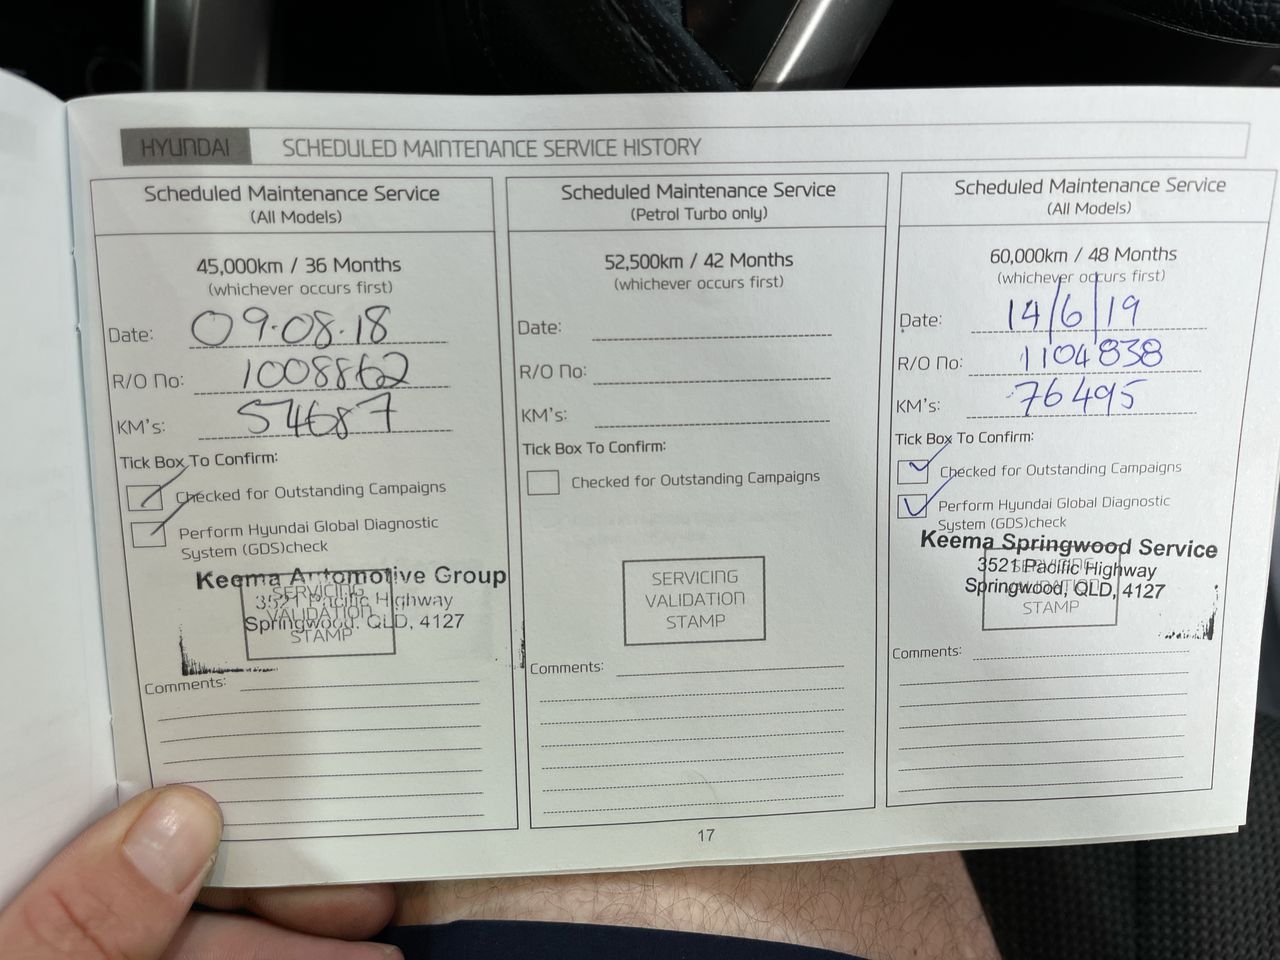 HYUNDAI SCHEDULED MAINTENANCE SERVICE HISTORY
Scheduled Maintenance Service
(All Models)
45,000km / 36 Months
(whichever occurs first)
Date: 09.08.18
R/O No: 1008862
KM's: 54687
Tick Box To Confirm:
Checked for Outstanding Campaigns
Perform Hyundai Global Diagnostic
System (GDS)check
Keema Automotive Group
3521 Pacific Highway
Springwood. QLD, 4127
SERVICING
VALIDATION
STAMP
Comments:
Scheduled Maintenance Service
(Petrol Turbo only)
52,500km / 42 Months
(whichever occurs first)
Date:
R/O No:
KM's:
Tick Box To Confirm:
Checked for Outstanding Campaigns
SERVICING
VALIDATION
STAMP
Comments:
Scheduled Maintenance Service
(All Models)
60,000km / 48 Months
(whichever occurs first)
Date: 14/6/19
R/O No: 1104838
KM's: 76495
Tick Box To Confirm:
Checked for Outstanding Campaigns
Perform Hyundai Global Diagnostic
System (GDS)check
Keema Springwood Service
3521 Pacific Highway
Springwood, QLD, 4127
SERVICING
VALIDATION
STAMP
Comments:
17